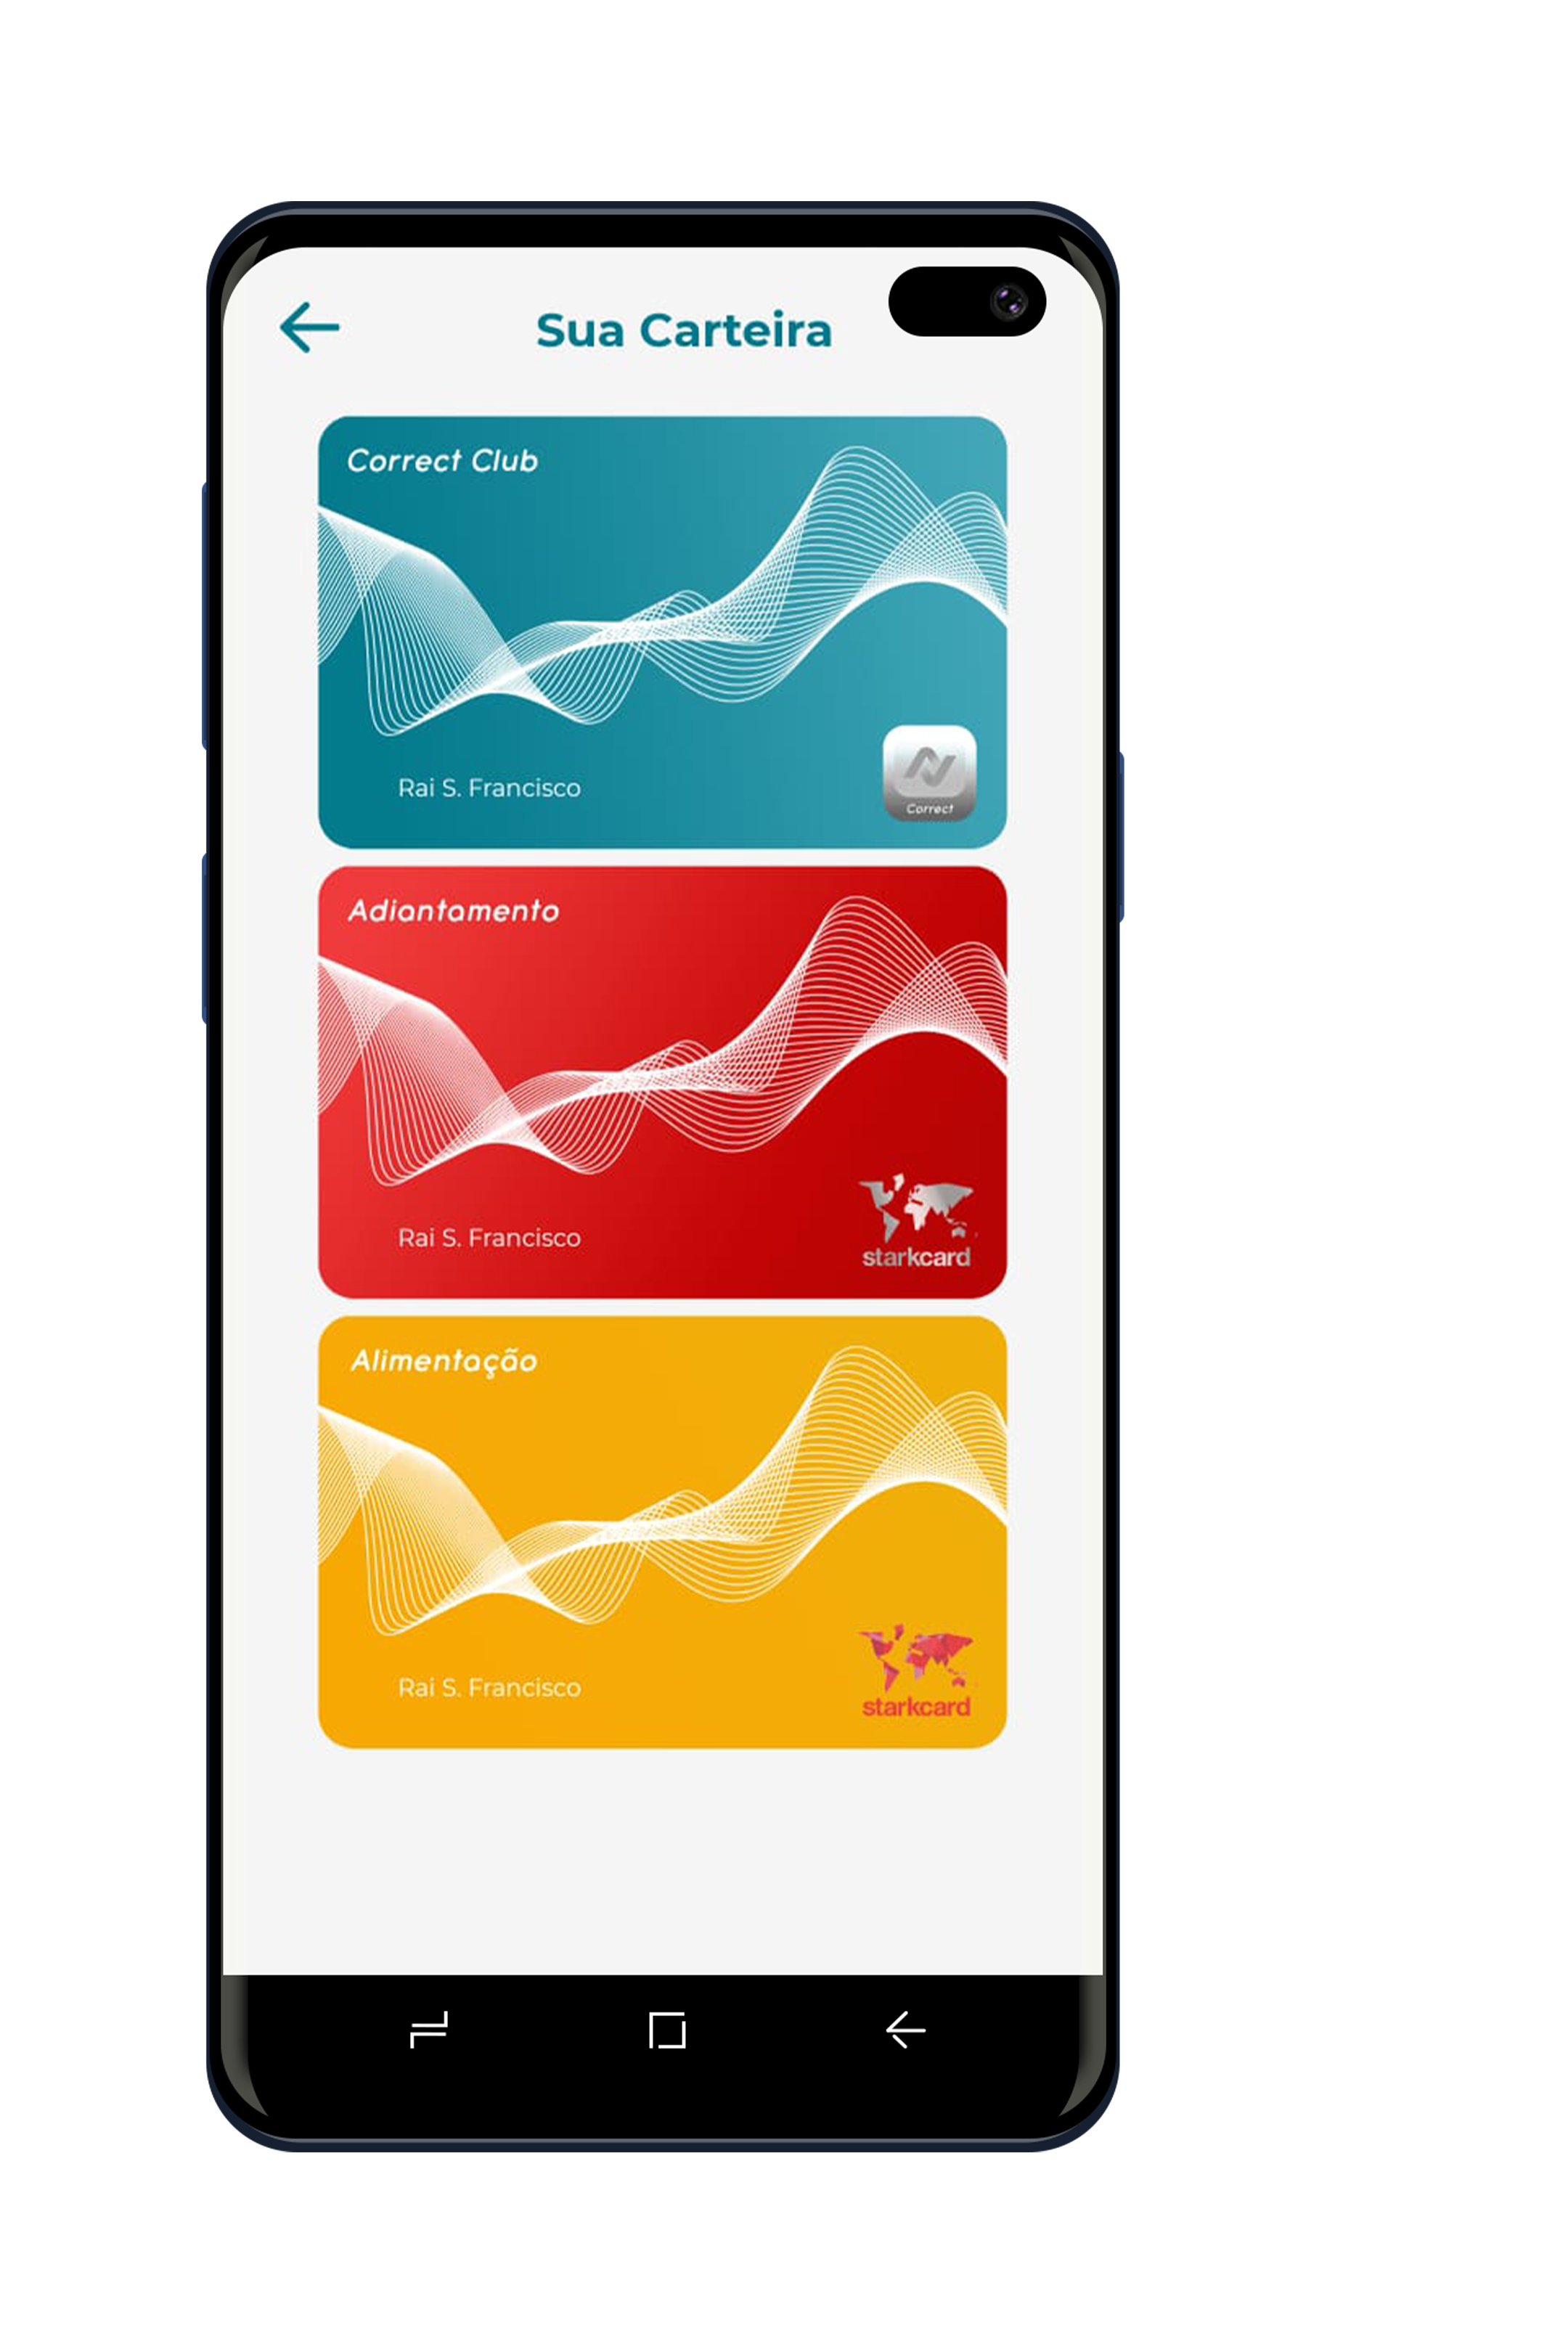 Sua Carteira
Correct Club
Rai S. Francisco
Correct
Adiantamento
Rai S. Francisco
starkcard
Alimentação
Rai S. Francisco
starkcard